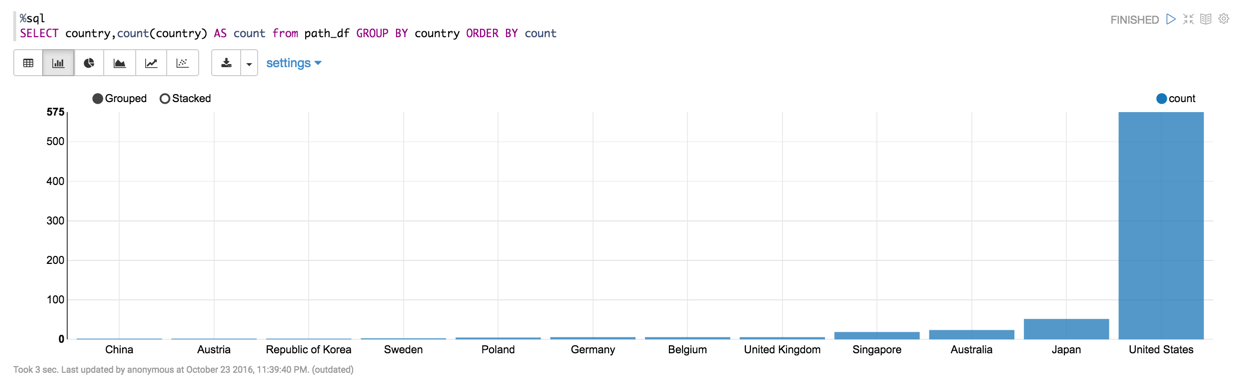 %sql
FINISHED
SELECT country,count(country) AS count from path_df GROUP BY country ORDER BY count
settings
Grouped Stacked
count
575
500
400
300
200
100
0
China Austria Republic of Korea Sweden Poland Germany Belgium United Kingdom Singapore Australia Japan United States
Took 3 sec. Last updated by anonymous at October 23 2016, 11:39:40 PM. (outdated)